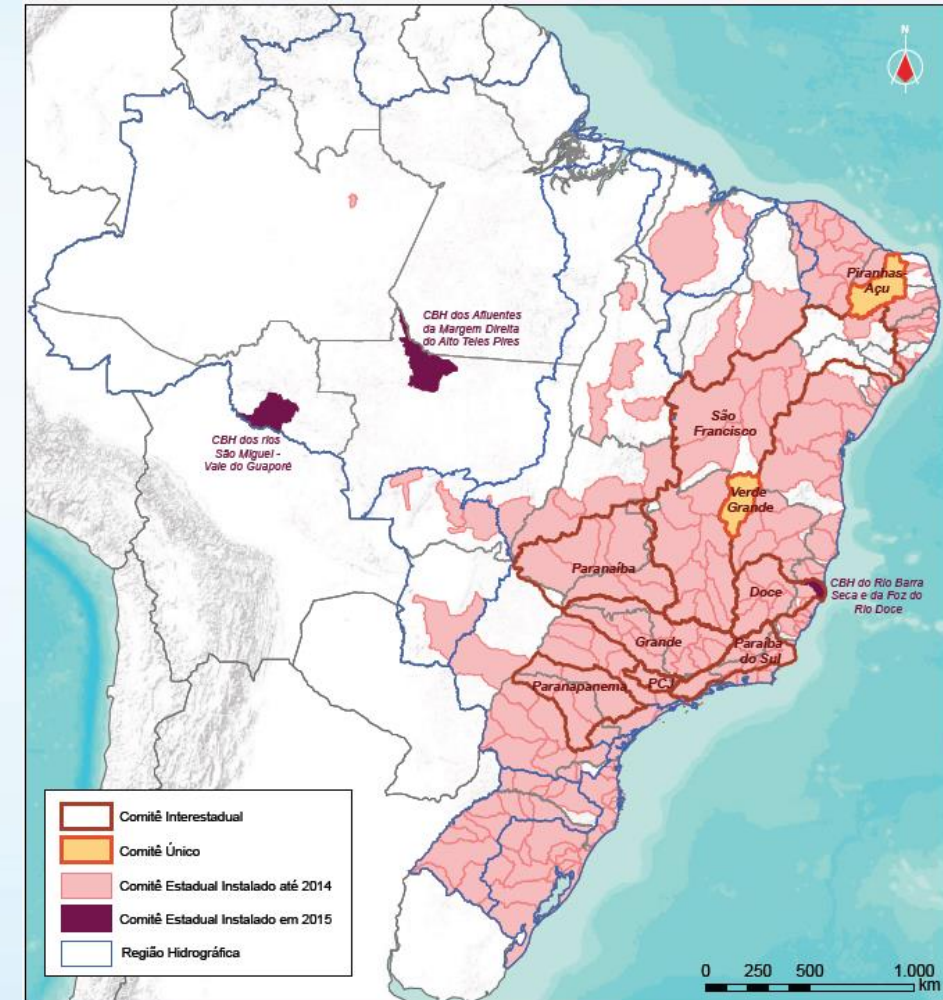 N
Piranhas-
Açu
CBH dos Afluentes
da Margem Direita
do Alto Teles Pires
São
Francisco
CBH dos rios
São Miguel -
Vale do Guaporé
Verde
Grande
Paranaíba
Doce
CBH do Rio Barra
Seca e da Foz do
Rio Doce
Grande
Paraíba
do Sul
Paranapanema
PCJ
Comitê Interestadual
Comitê Único
Comitê Estadual Instalado até 2014
Comitê Estadual Instalado em 2015
Região Hidrográfica
0 250 500 1.000
km